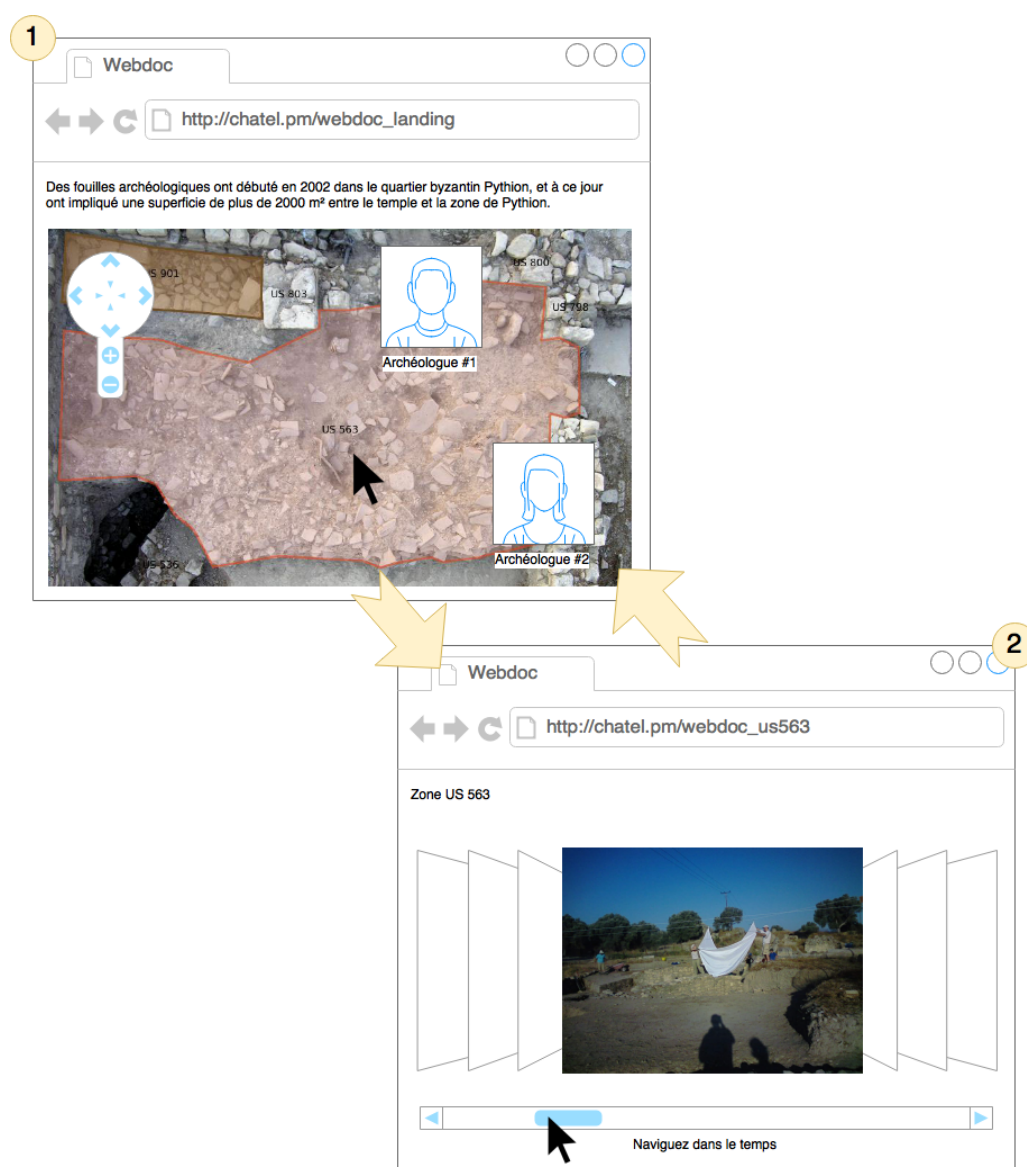 1
Webdoc
http://chatel.pm/webdoc_landing
Des fouilles archéologiques ont débuté en 2002 dans le quartier byzantin Pythion, et à ce jour
ont impliqué une superficie de plus de 2000 m² entre le temple et la zone de Pythion.
US 800
S 901
US 803
US 798
Archéologue #1
US 563
Archéologue #2
US 536
2
Webdoc
http://chatel.pm/webdoc_us563
Zone US 563
Naviguez dans le temps